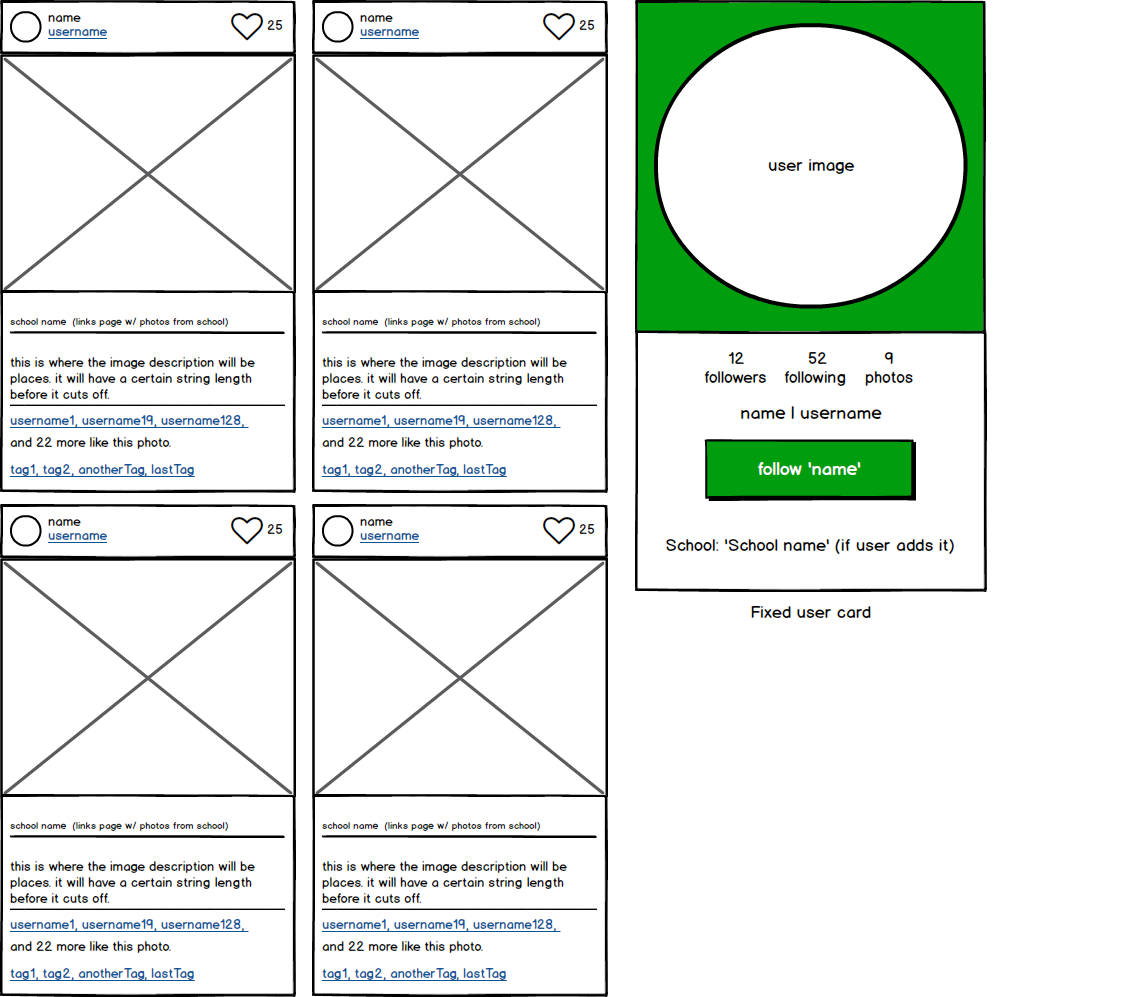 name
username
25
this is where the image description will be
places. it will have a certain string length
before it cuts off.
school name  (links page w/ photos from school)
username1, username19, username128,
and 22 more like this photo.
tag1, tag2, anotherTag, lastTag
name
username
25
school name  (links page w/ photos from school)
this is where the image description will be
places. it will have a certain string length
before it cuts off.
username1, username19, username128,
and 22 more like this photo.
tag1, tag2, anotherTag, lastTag
user image
12
followers
52
following
9
photos
name | username
follow 'name'
School: 'School name' (if user adds it)
Fixed user card
name
username
25
school name  (links page w/ photos from school)
this is where the image description will be
places. it will have a certain string length
before it cuts off.
username1, username19, username128,
and 22 more like this photo.
tag1, tag2, anotherTag, lastTag
name
username
25
school name  (links page w/ photos from school)
this is where the image description will be
places. it will have a certain string length
before it cuts off.
username1, username19, username128,
and 22 more like this photo.
tag1, tag2, anotherTag, lastTag